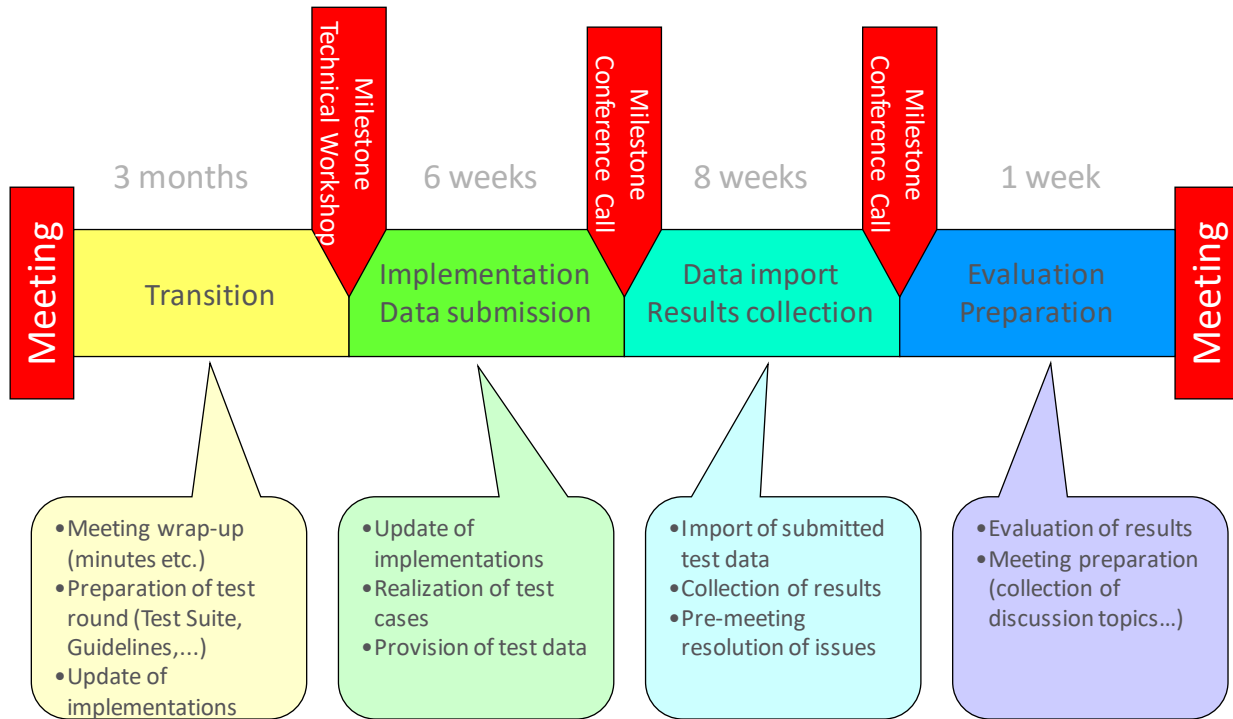 Milestone
Technical Workshop
Milestone
Conference Call
Milestone
Conference Call
3 months
6 weeks
8 weeks
1 week
Meeting
Transition
Implementation
Data submission
Data import
Results collection
Evaluation
Preparation
Meeting
•Meeting wrap-up
(minutes etc.)
•Preparation of test
round (Test Suite,
Guidelines,...)
•Update of
implementations
•Update of
implementations
•Realization of test
cases
•Provision of test data
•Import of submitted
test data
•Collection of results
•Pre-meeting
resolution of issues
•Evaluation of results
•Meeting preparation
(collection of
discussion topics…)